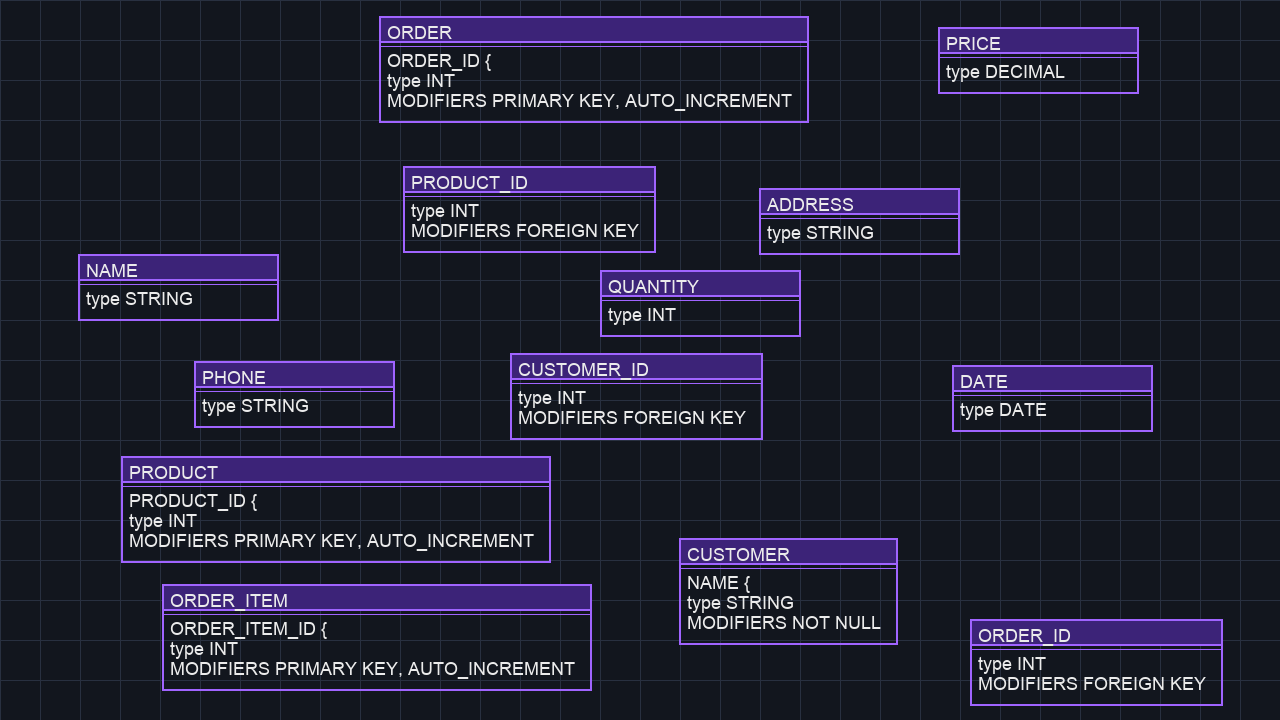 ORDER
ORDER_ID {
type INT
MODIFIERS PRIMARY KEY, AUTO_INCREMENT
PRICE
type DECIMAL
PRODUCT_ID
type INT
MODIFIERS FOREIGN KEY
ADDRESS
type STRING
NAME
type STRING
QUANTITY
type INT
PHONE
type STRING
CUSTOMER_ID
type INT
MODIFIERS FOREIGN KEY
DATE
type DATE
PRODUCT
PRODUCT_ID {
type INT
MODIFIERS PRIMARY KEY, AUTO_INCREMENT
CUSTOMER
NAME {
type STRING
MODIFIERS NOT NULL
ORDER_ITEM
ORDER_ITEM_ID {
type INT
MODIFIERS PRIMARY KEY, AUTO_INCREMENT
ORDER_ID
type INT
MODIFIERS FOREIGN KEY